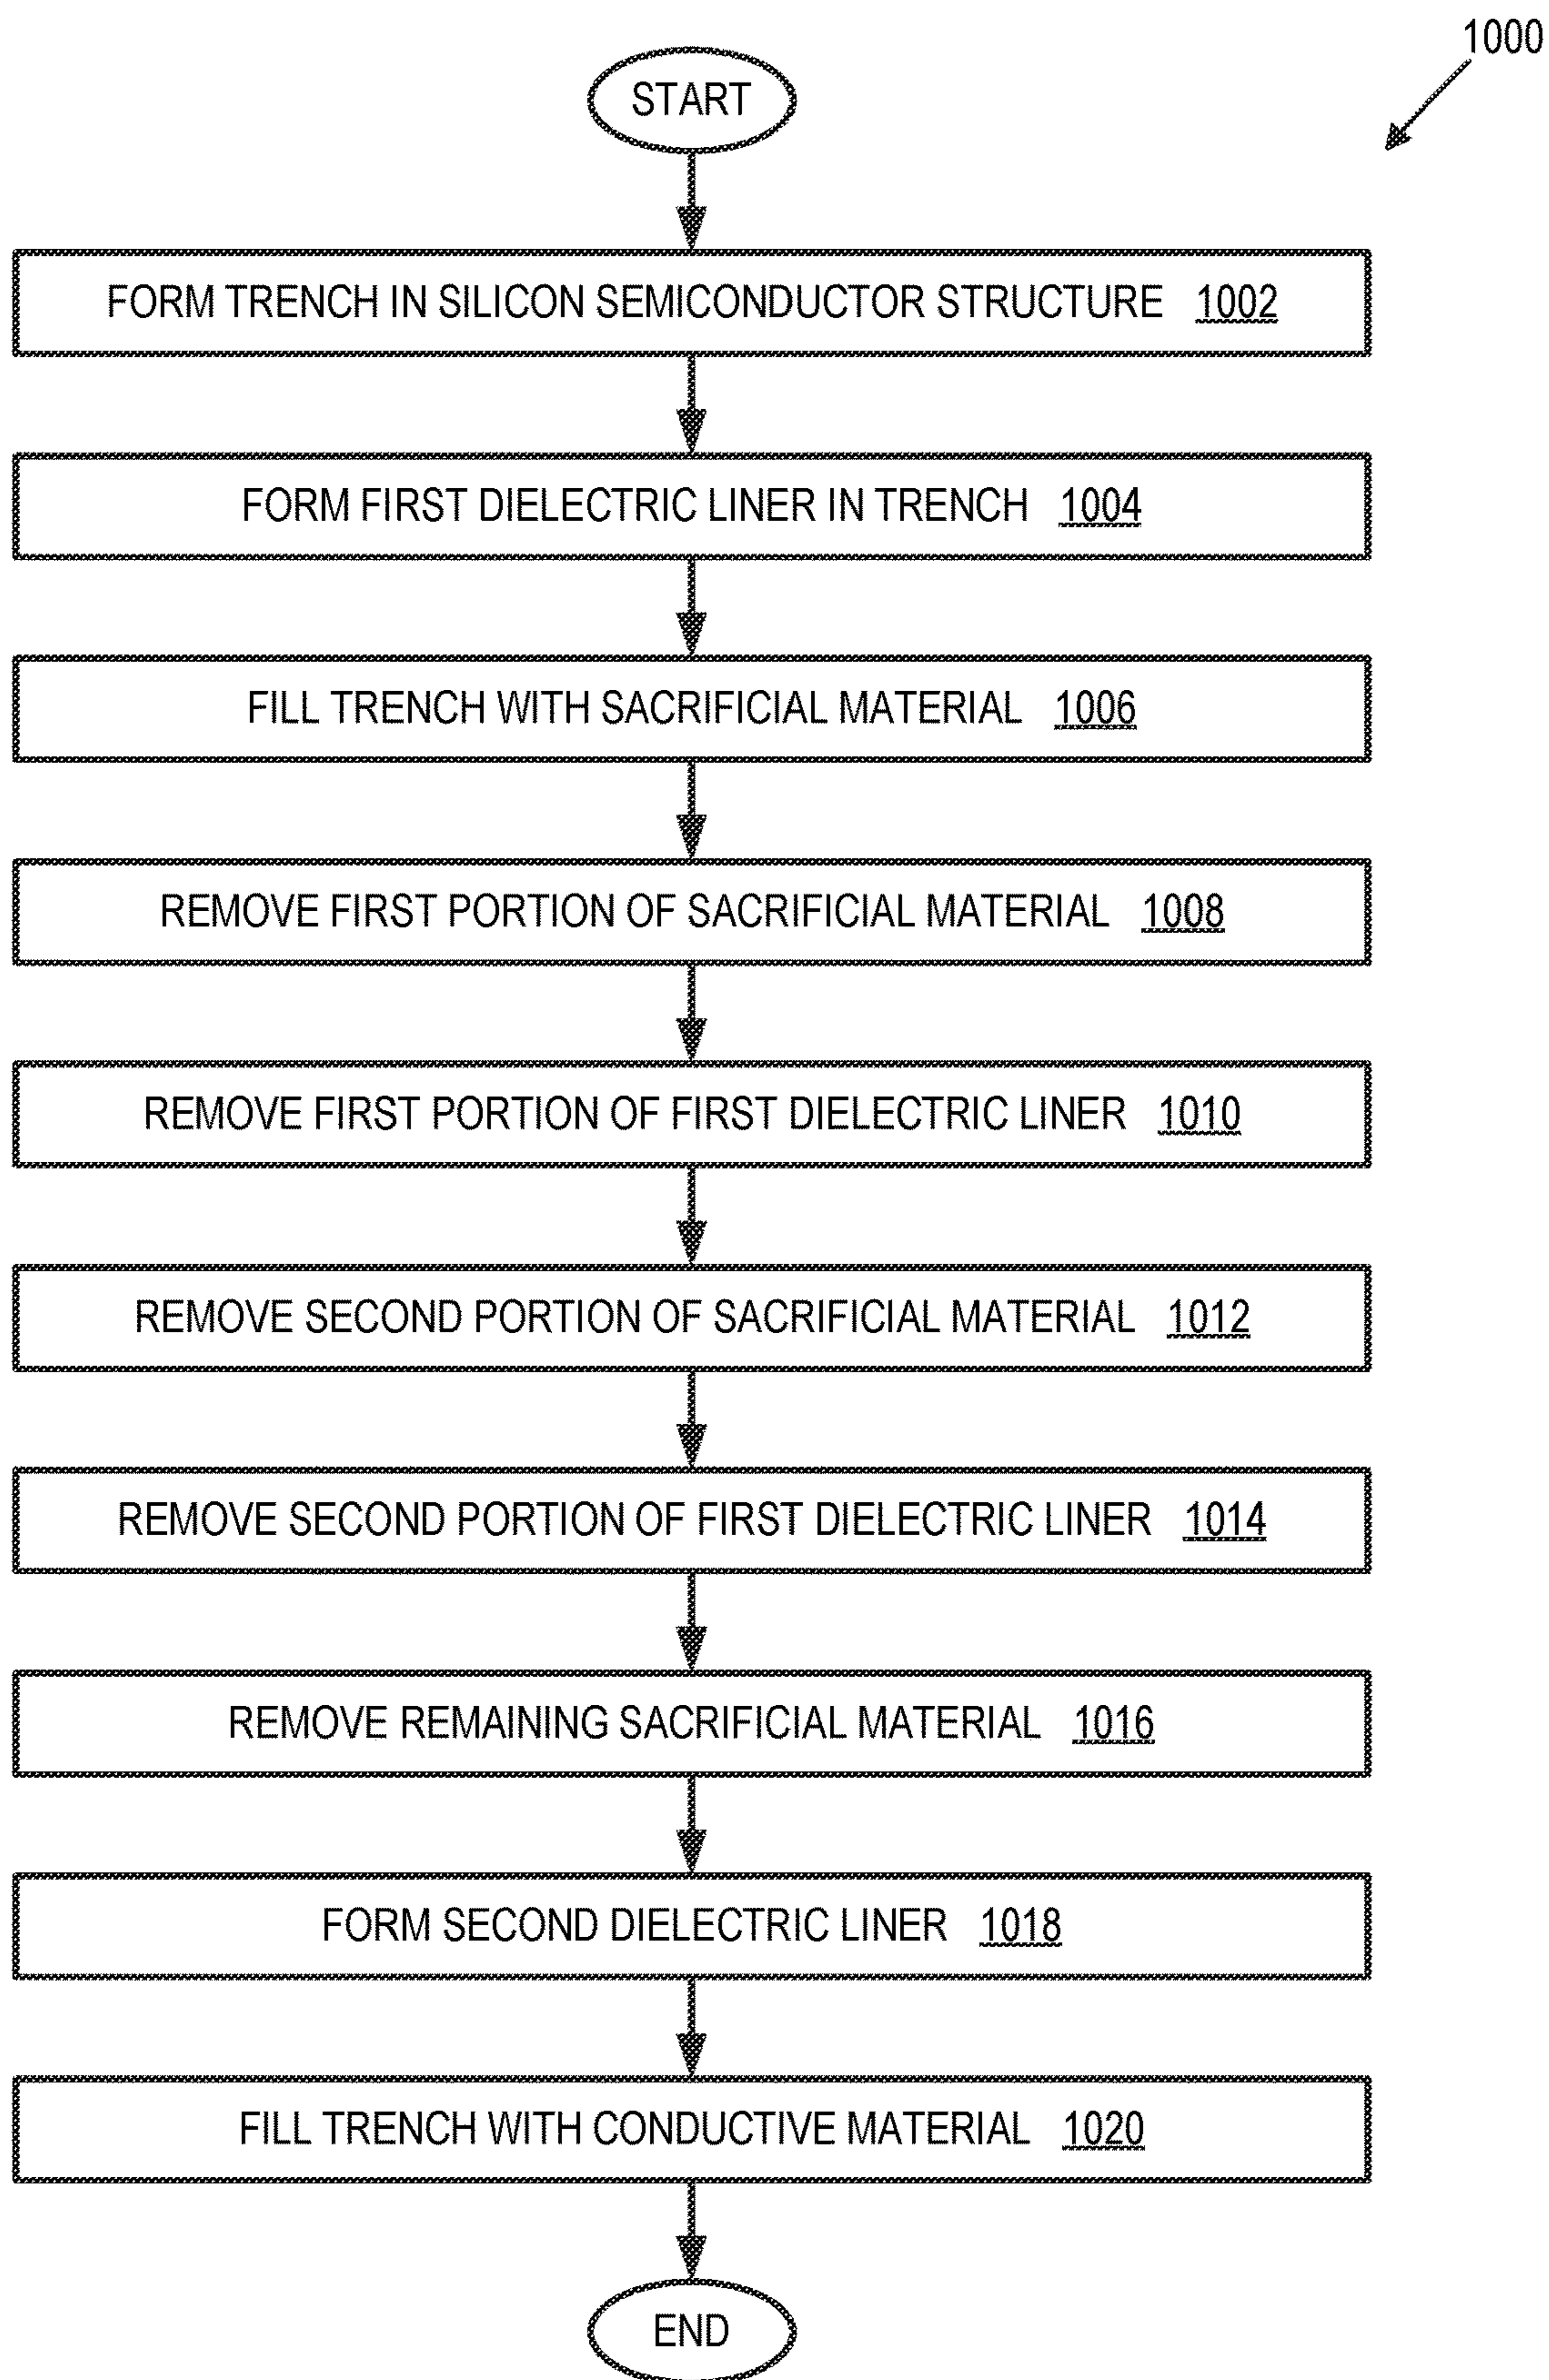 1000
START
FORM TRENCH IN SILICON SEMICONDUCTOR STRUCTURE 1002
FORM FIRST DIELECTRIC LINER IN TRENCH 1004
FILL TRENCH WITH SACRIFICIAL MATERIAL 1006
REMOVE FIRST PORTION OF SACRIFICIAL MATERIAL 1008
REMOVE FIRST PORTION OF FIRST DIELECTRIC LINER 1010
REMOVE SECOND PORTION OF SACRIFICIAL MATERIAL 1012
REMOVE SECOND PORTION OF FIRST DIELECTRIC LINER 1014
REMOVE REMAINING SACRIFICIAL MATERIAL 1016
FORM SECOND DIELECTRIC LINER 1018
FILL TRENCH WITH CONDUCTIVE MATERIAL 1020
END